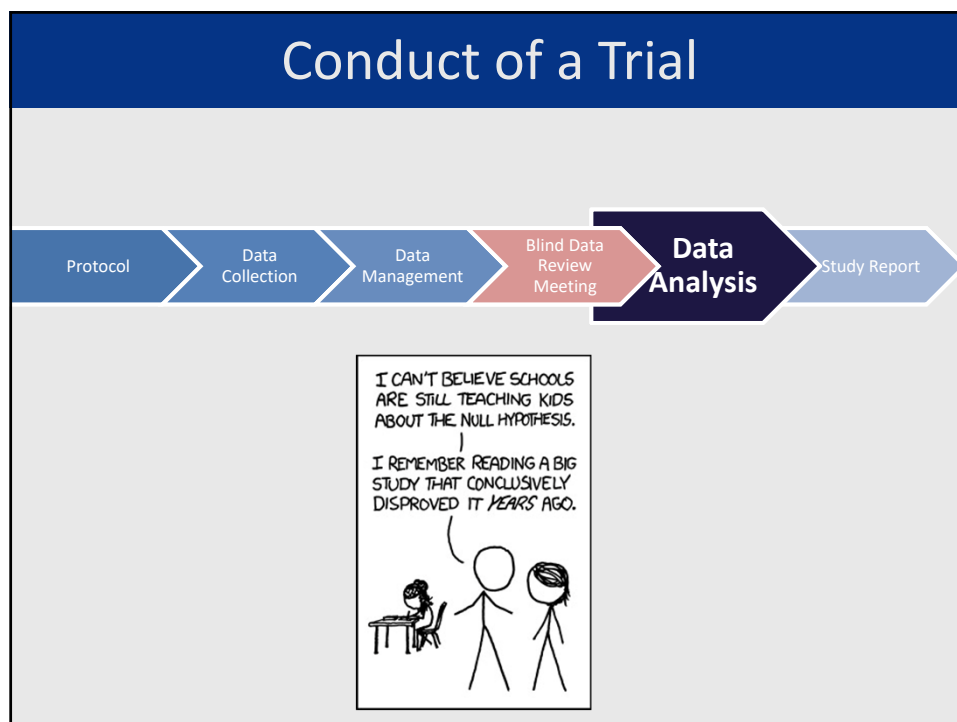 Conduct of a Trial
Protocol
Data
Collection
Data
Management
Blind Data
Review
Meeting
Data
Analysis
Study Report
I CAN'T BELIEVE SCHOOLS
ARE STILL TEACHING KIDS
ABOUT THE NULL HYPOTHESIS.
I REMEMBER READING A BIG
STUDY THAT CONCLUSIVELY
DISPROVED IT YEARS AGO.